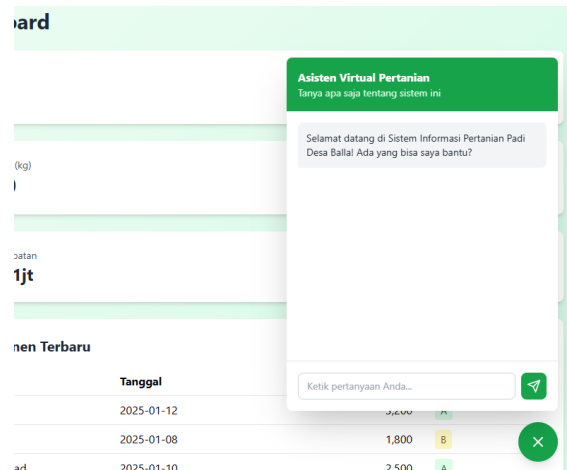 ard
Asisten Virtual Pertanian
Tanya apa saja tentang sistem ini
Selamat datang di Sistem Informasi Pertanian Padi
Desa Balla! Ada yang bisa saya bantu?
(kg)
patan
1jt
nen Terbaru
Tanggal
Ketik pertanyaan Anda...
2025-01-12 3,200 A
2025-01-08 1,800 B
ad 2025-01-10 2,500 A